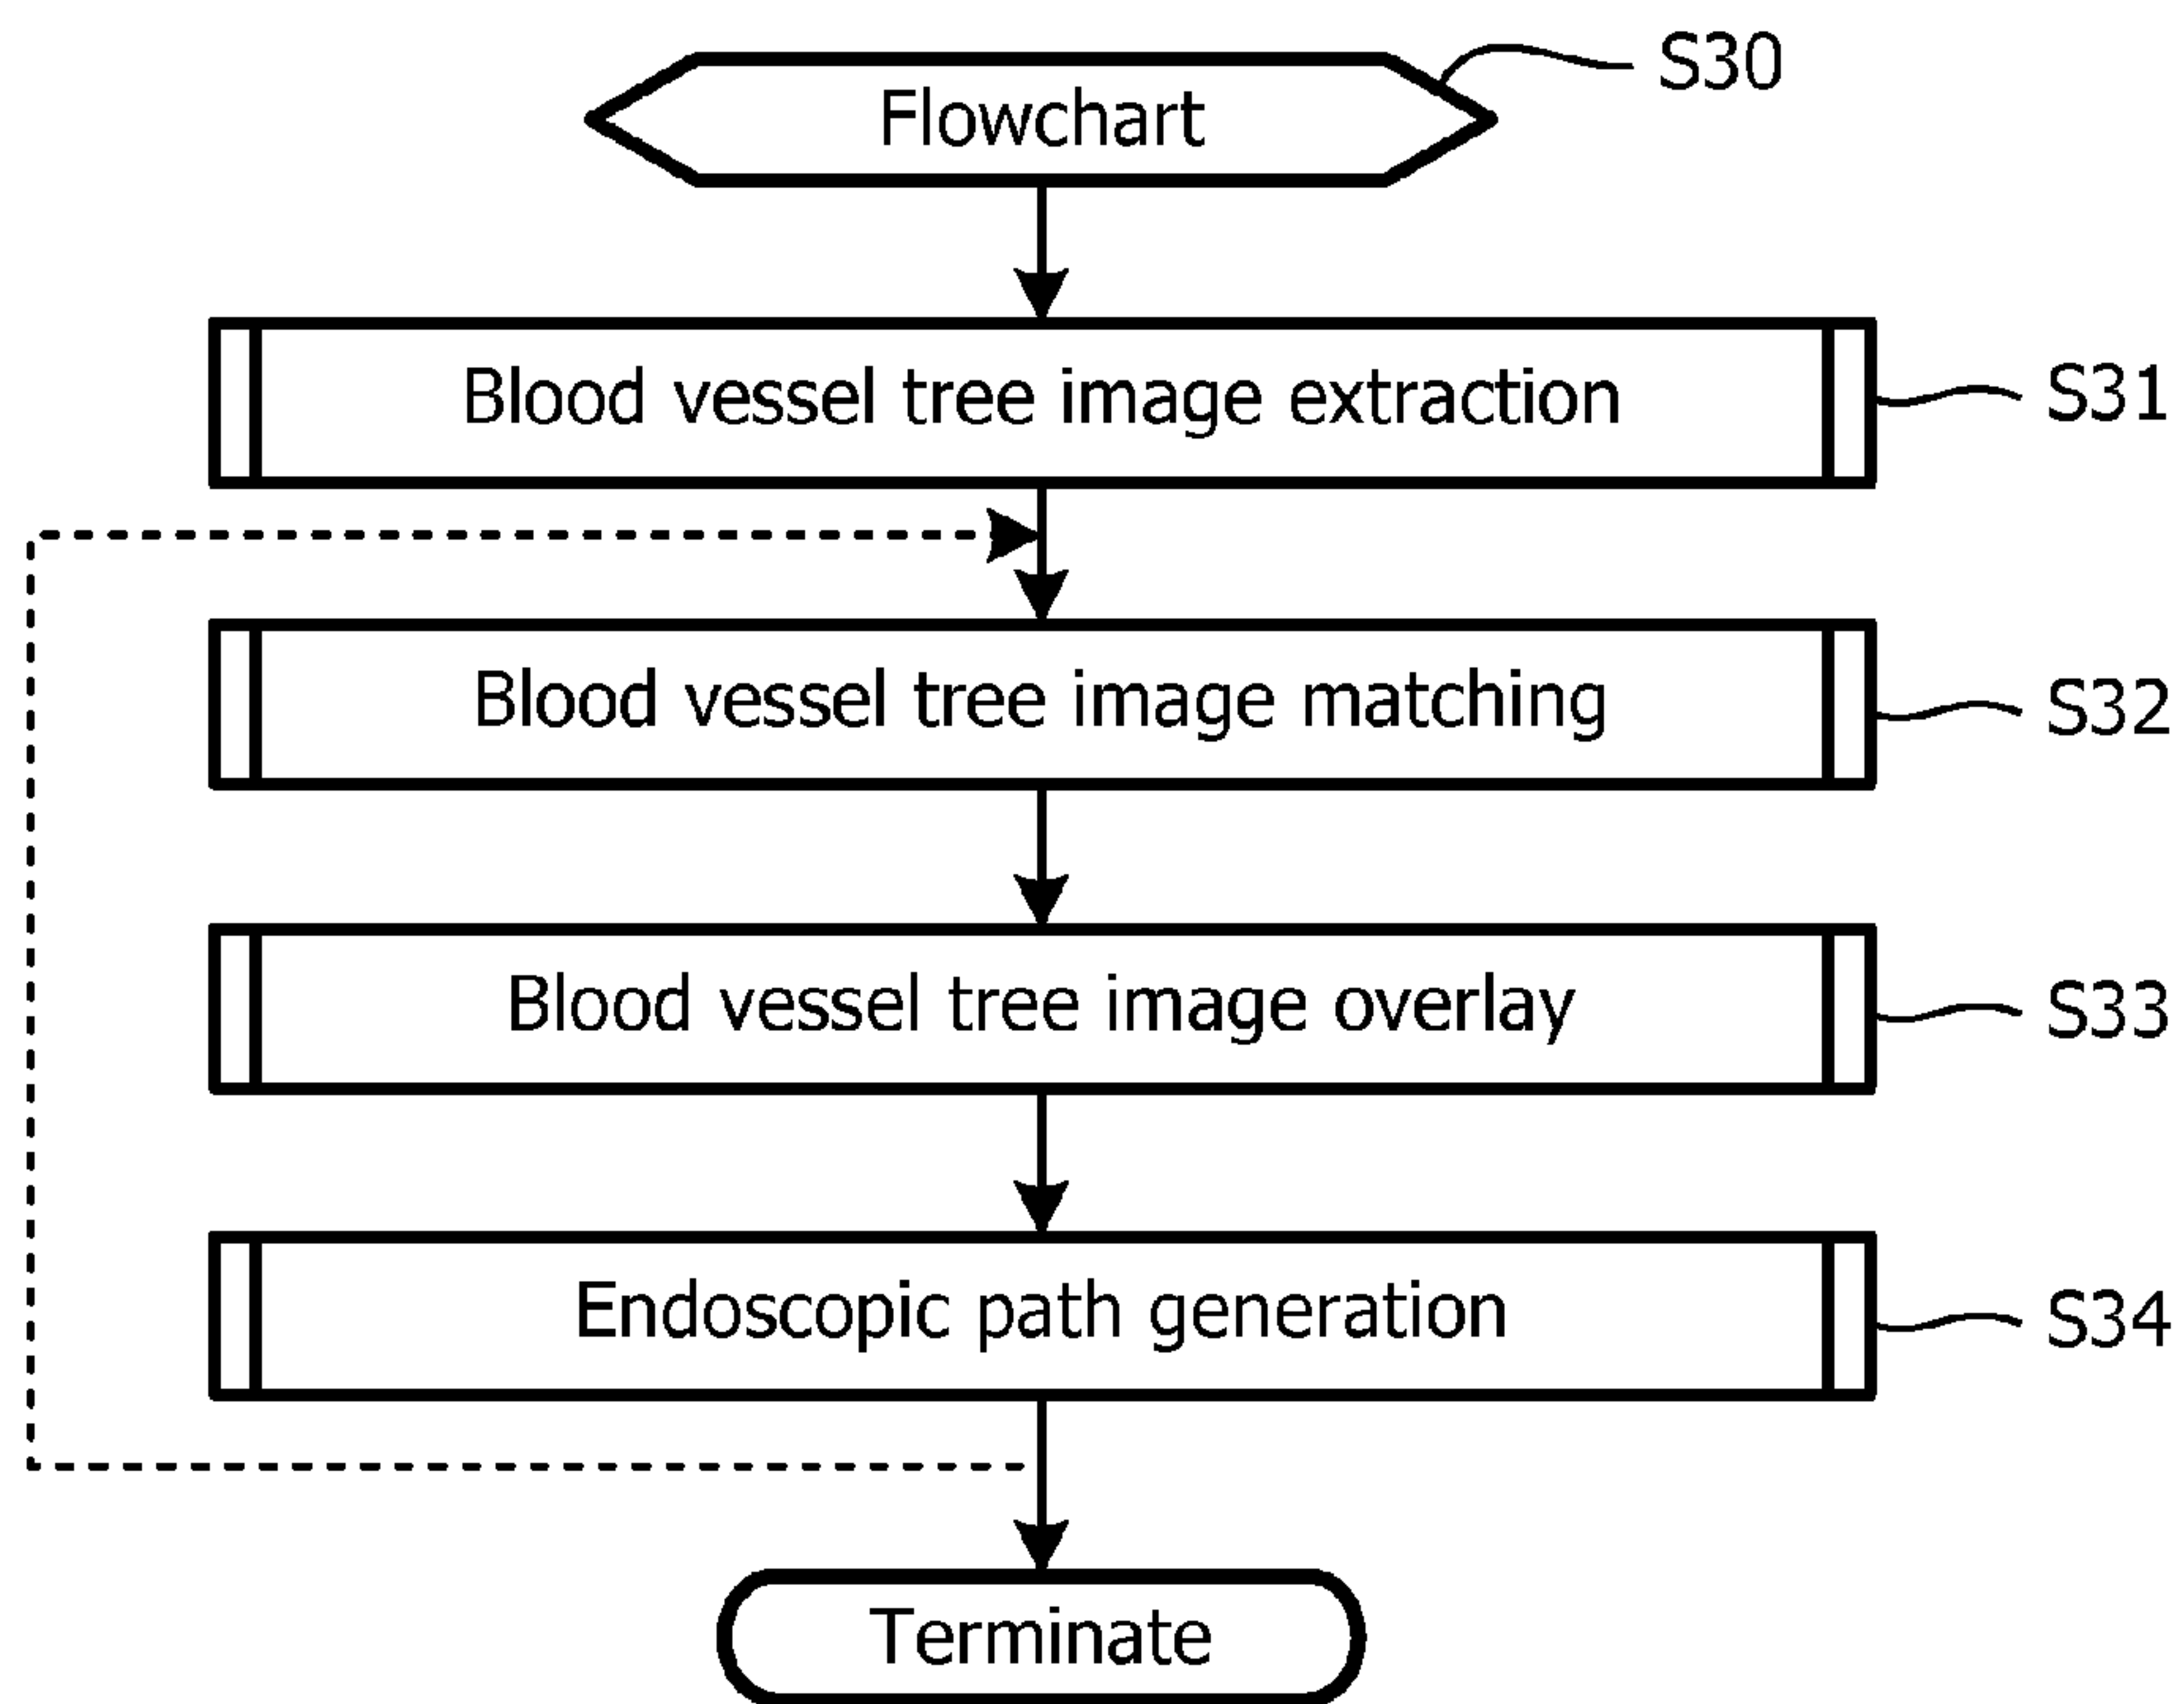 Flowchart
S30
Blood vessel tree image extraction
S31
Blood vessel tree image matching
S32
Blood vessel tree image overlay
S33
Endoscopic path generation
S34
Terminate